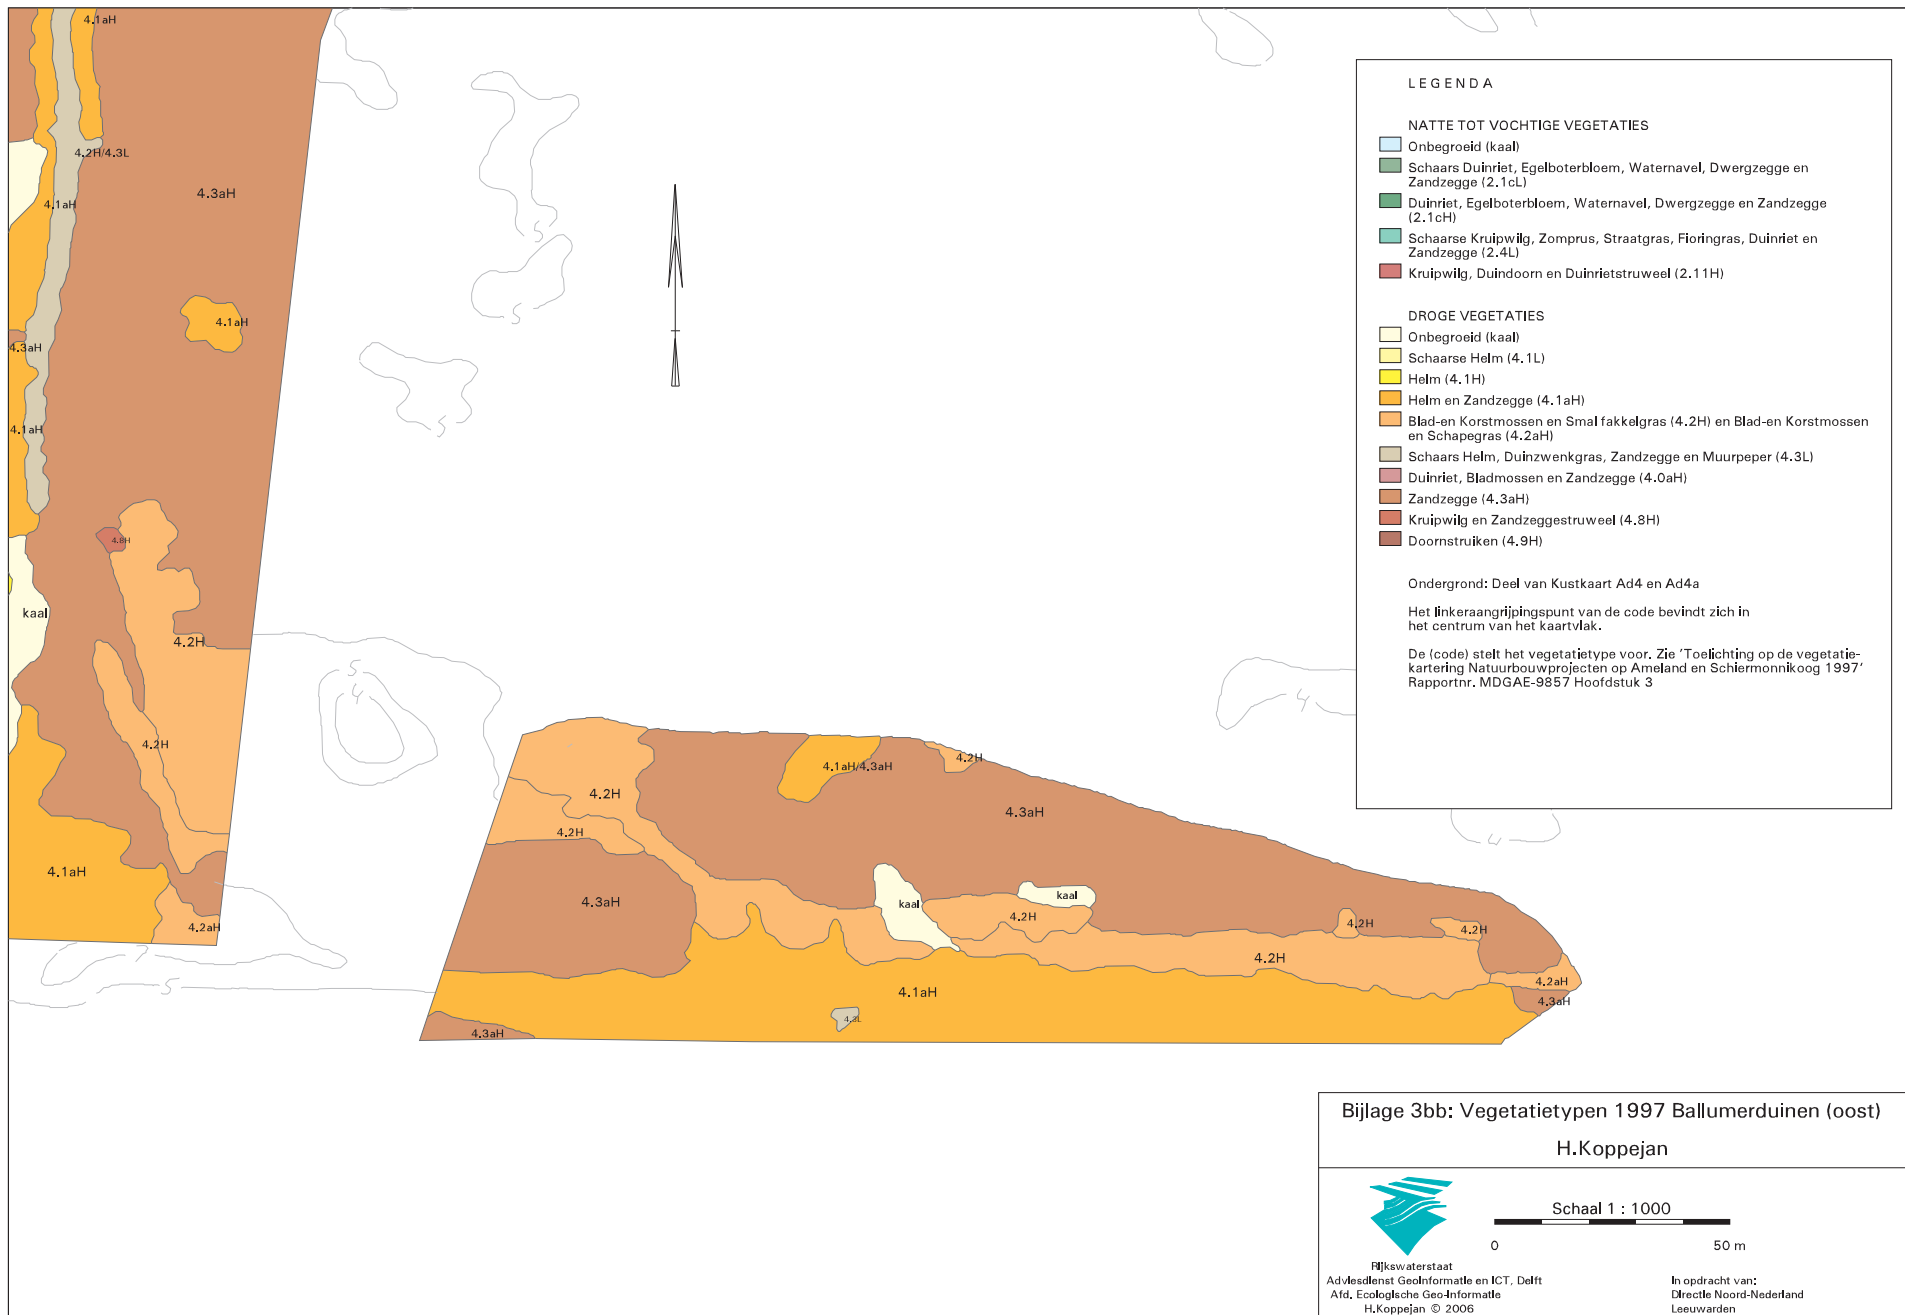 4.1aH
4.2H/4.3L
4.3aH
4.1aH
4.1aH
4.3aH
4.1aH
4.8H
kaal
4.2H
4.2H
4.1aH
4.2aH
4.1aH/4.3aH
4.2H
4.2H
4.3aH
4.2H
4.3aH
kaal
kaal
4.2H
4.2H
4.2H
4.2H
4.2aH
4.1aH
4.3aH
4.3L
4.3aH
LEGENDA
NATTE TOT VOCHTIGE VEGETATIES
Onbegroeid (kaal)
Schaars Duinriet, Egelboterbloem, Waternavel, Dwergzegge en
Zandzegge (2.1cL)
Duinriet, Egelboterbloem, Waternavel, Dwergzegge en Zandzegge
(2.1cH)
Schaarse Kruipwilg, Zomprus, Straatgras, Fioringras, Duinriet en
Zandzegge (2.4L)
Kruipwilg, Duindoorn en Duinrietstruweel (2.11H)
DROGE VEGETATIES
Onbegroeid (kaal)
Schaarse Helm (4.1L)
Helm (4.1H)
Helm en Zandzegge (4.1aH)
Blad-en Korstmossen en Smal fakkelgras (4.2H) en Blad-en Korstmossen
en Schapegras (4.2aH)
Schaars Helm, Duinzwenkgras, Zandzegge en Muurpeper (4.3L)
Duinriet, Bladmossen en Zandzegge (4.0aH)
Zandzegge (4.3aH)
Kruipwilg en Zandzeggestruweel (4.8H)
Doornstruiken (4.9H)
Ondergrond: Deel van Kustkaart Ad4 en Ad4a
Het linkeraangrijpingspunt van de code bevindt zich in
het centrum van het kaartvlak.
De (code) stelt het vegetatietype voor. Zie 'Toelichting op de vegetatie-
kartering Natuurbouwprojecten op Ameland en Schiermonnikoog 1997'
Rapportnr. MDGAE-9857 Hoofdstuk 3
Bijlage 3bb: Vegetatietypen 1997 Ballumerduinen (oost)
H.Koppejan
Schaal 1 : 1000
0 50 m
Rijkswaterstaat
Adviesdienst GeoInformatie en ICT, Delft
Afd. Ecologische Geo-Informatie
H.Koppejan © 2006
In opdracht van:
Directie Noord-Nederland
Leeuwarden